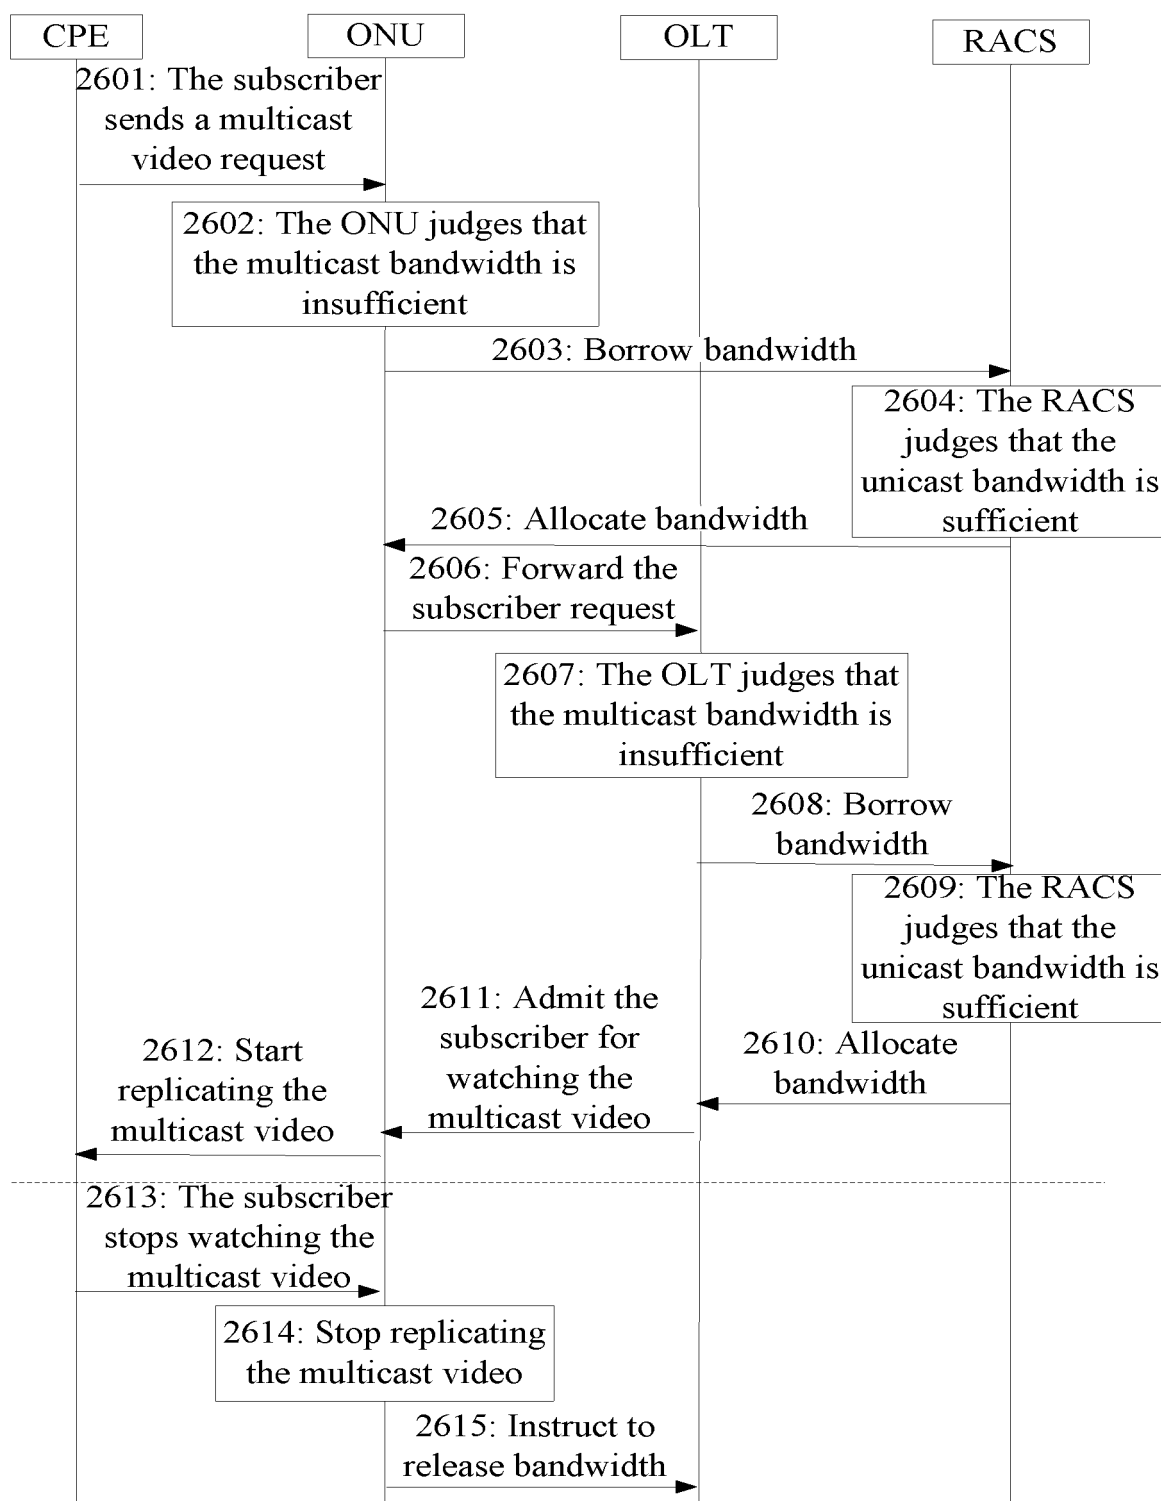 CPE
ONU
OLT
RACS
2601: The subscriber
sends a multicast
video request
2602: The ONU judges that
the multicast bandwidth is
insufficient
2603: Borrow bandwidth
2604: The RACS
judges that the
unicast bandwidth is
sufficient
2605: Allocate bandwidth
2606: Forward the
subscriber request
2607: The OLT judges that
the multicast bandwidth is
insufficient
2608: Borrow
bandwidth
2609: The RACS
judges that the
unicast bandwidth is
sufficient
2610: Allocate
bandwidth
2611: Admit the
subscriber for
watching the
multicast video
2612: Start
replicating the
multicast video
2613: The subscriber
stops watching the
multicast video
2614: Stop replicating
the multicast video
2615: Instruct to
release bandwidth